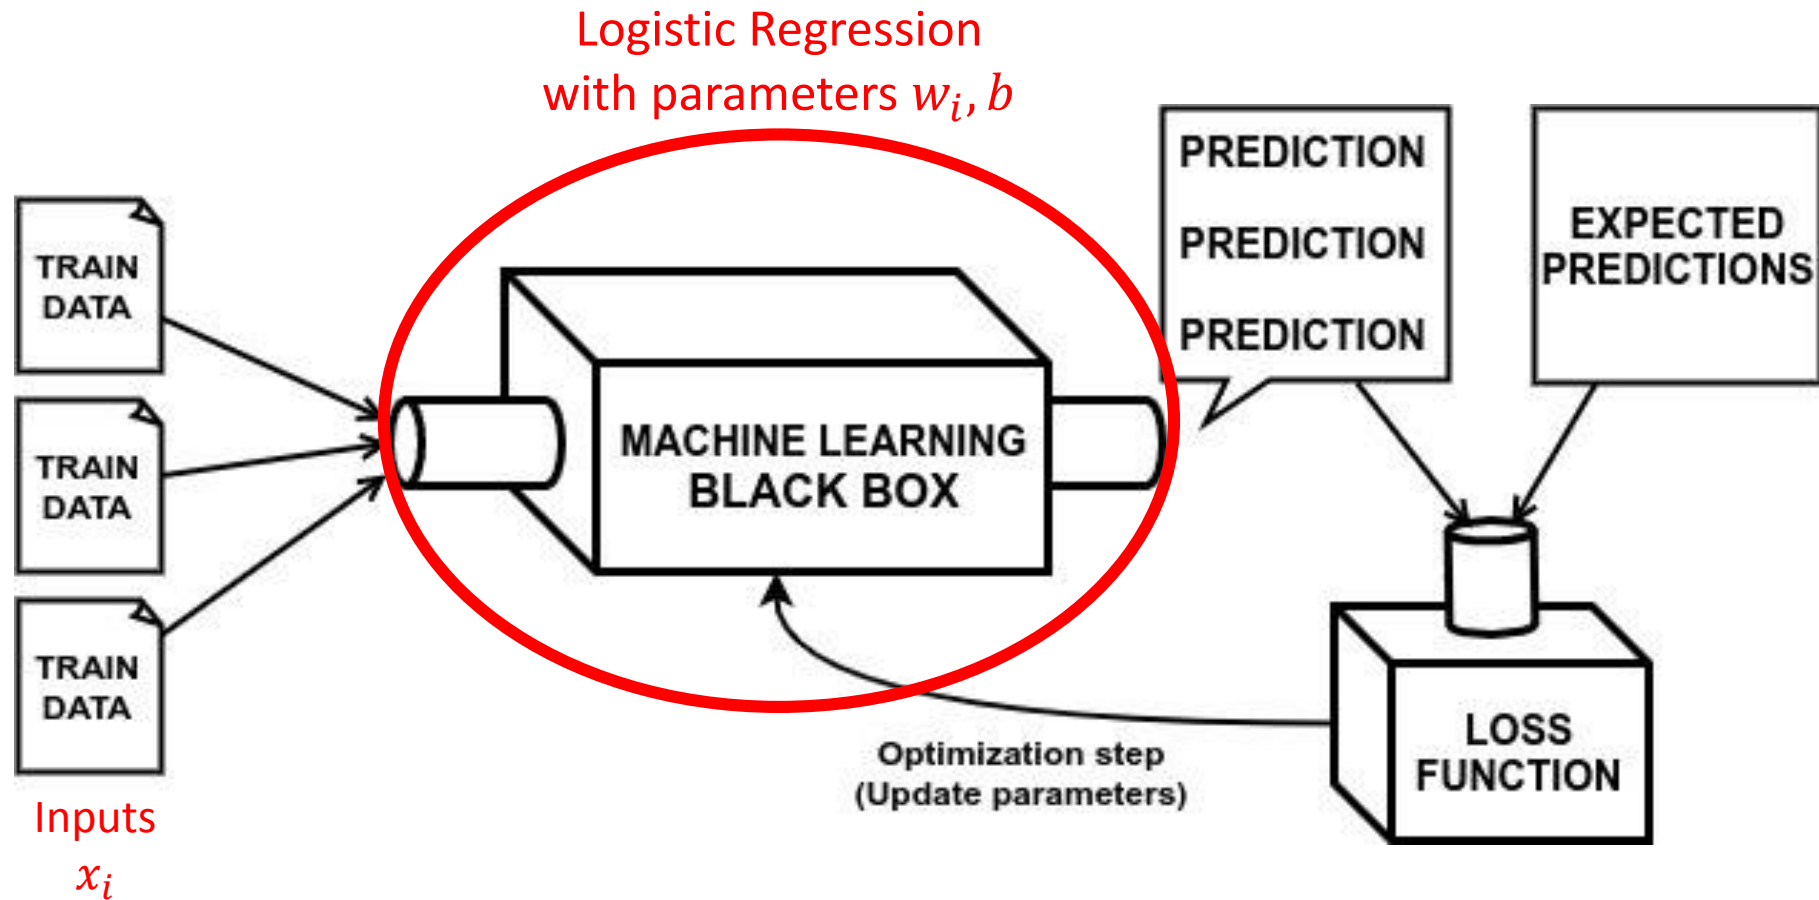 Logistic Regression
with parameters wᵢ, b
TRAIN
DATA
TRAIN
DATA
TRAIN
DATA
Inputs
xᵢ
MACHINE LEARNING
BLACK BOX
PREDICTION
PREDICTION
PREDICTION
EXPECTED
PREDICTIONS
Optimization step
(Update parameters)
LOSS
FUNCTION